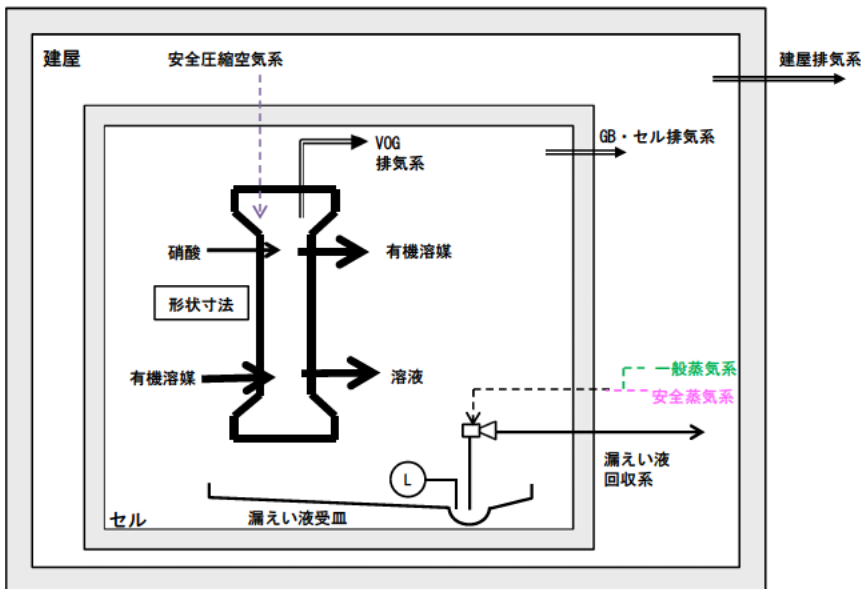 建屋
安全圧縮空気系
建屋排気系
VOG
排気系
GB・セル排気系
硝酸
有機溶媒
形状寸法
有機溶媒
溶液
一般蒸気系
安全蒸気系
漏えい液
回収系
L
漏えい液受皿
セル